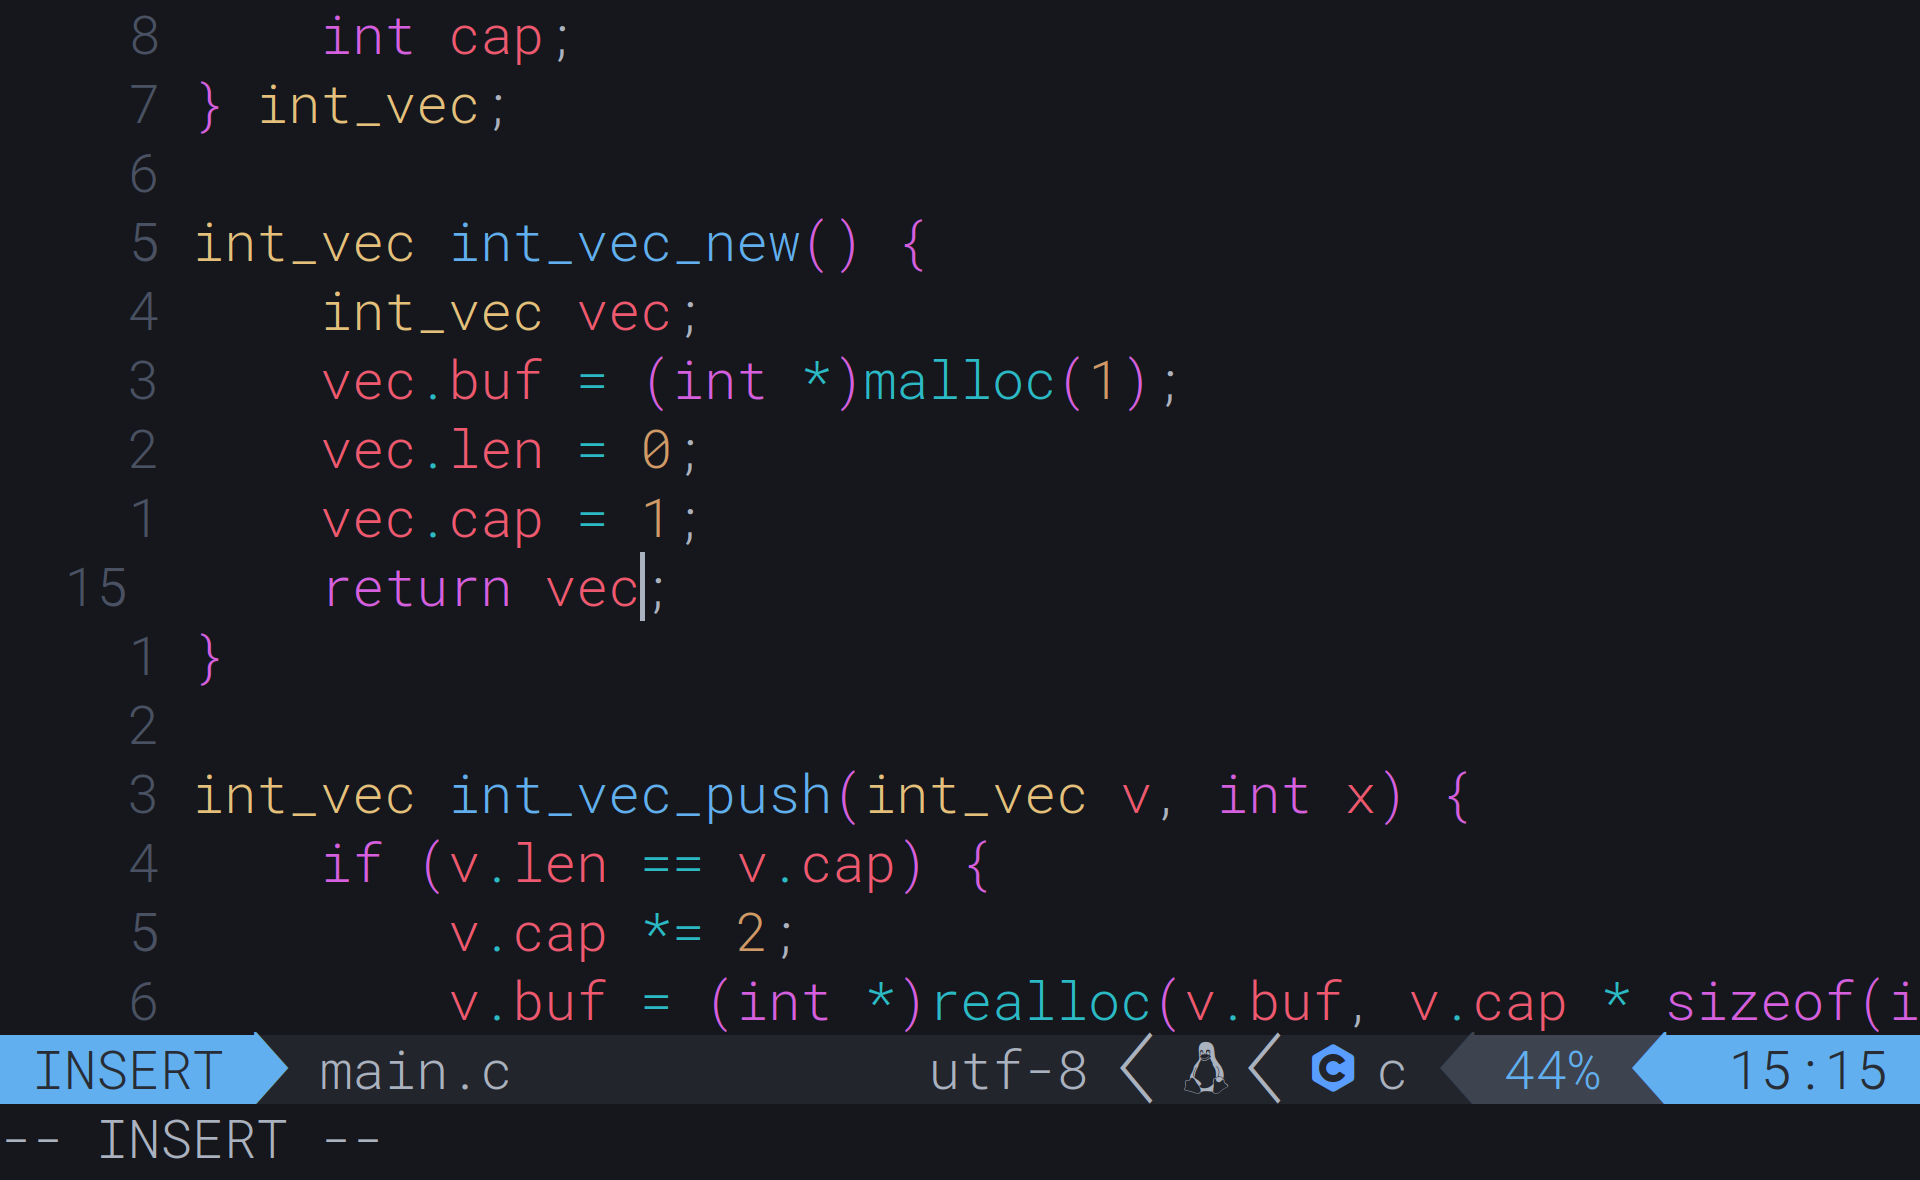 8     int cap;
7 } int_vec;
6
5 int_vec int_vec_new() {
4     int_vec vec;
3     vec.buf = (int *)malloc(1);
2     vec.len = 0;
1     vec.cap = 1;
15     return vec;
1 }
2
3 int_vec int_vec_push(int_vec v, int x) {
4     if (v.len == v.cap) {
5         v.cap *= 2;
6         v.buf = (int *)realloc(v.buf, v.cap * sizeof(i
INSERT main.c utf-8 c 44% 15:15
-- INSERT --